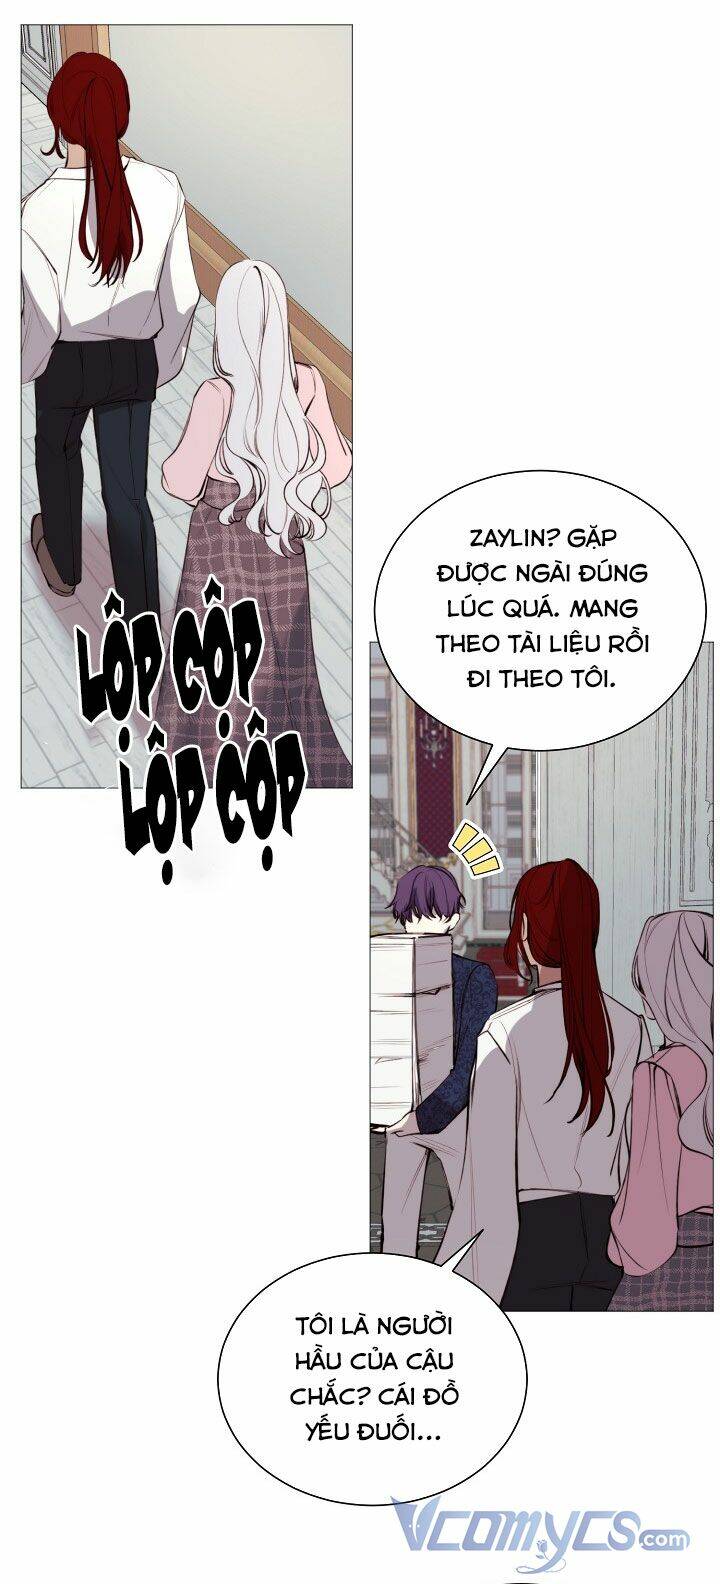 LỘP CỘP
LỘP CỘP
ZAYLIN? GẶP
ĐƯỢC NGÀI ĐÚNG
LÚC QUÁ. MANG
THEO TÀI LIỆU RỒI
ĐI THEO TÔI.
TÔI LÀ NGƯỜI
HẦU CỦA CẬU
CHẮC? CÁI ĐỒ
YẾU ĐUỐI...
VCOMYCS.com